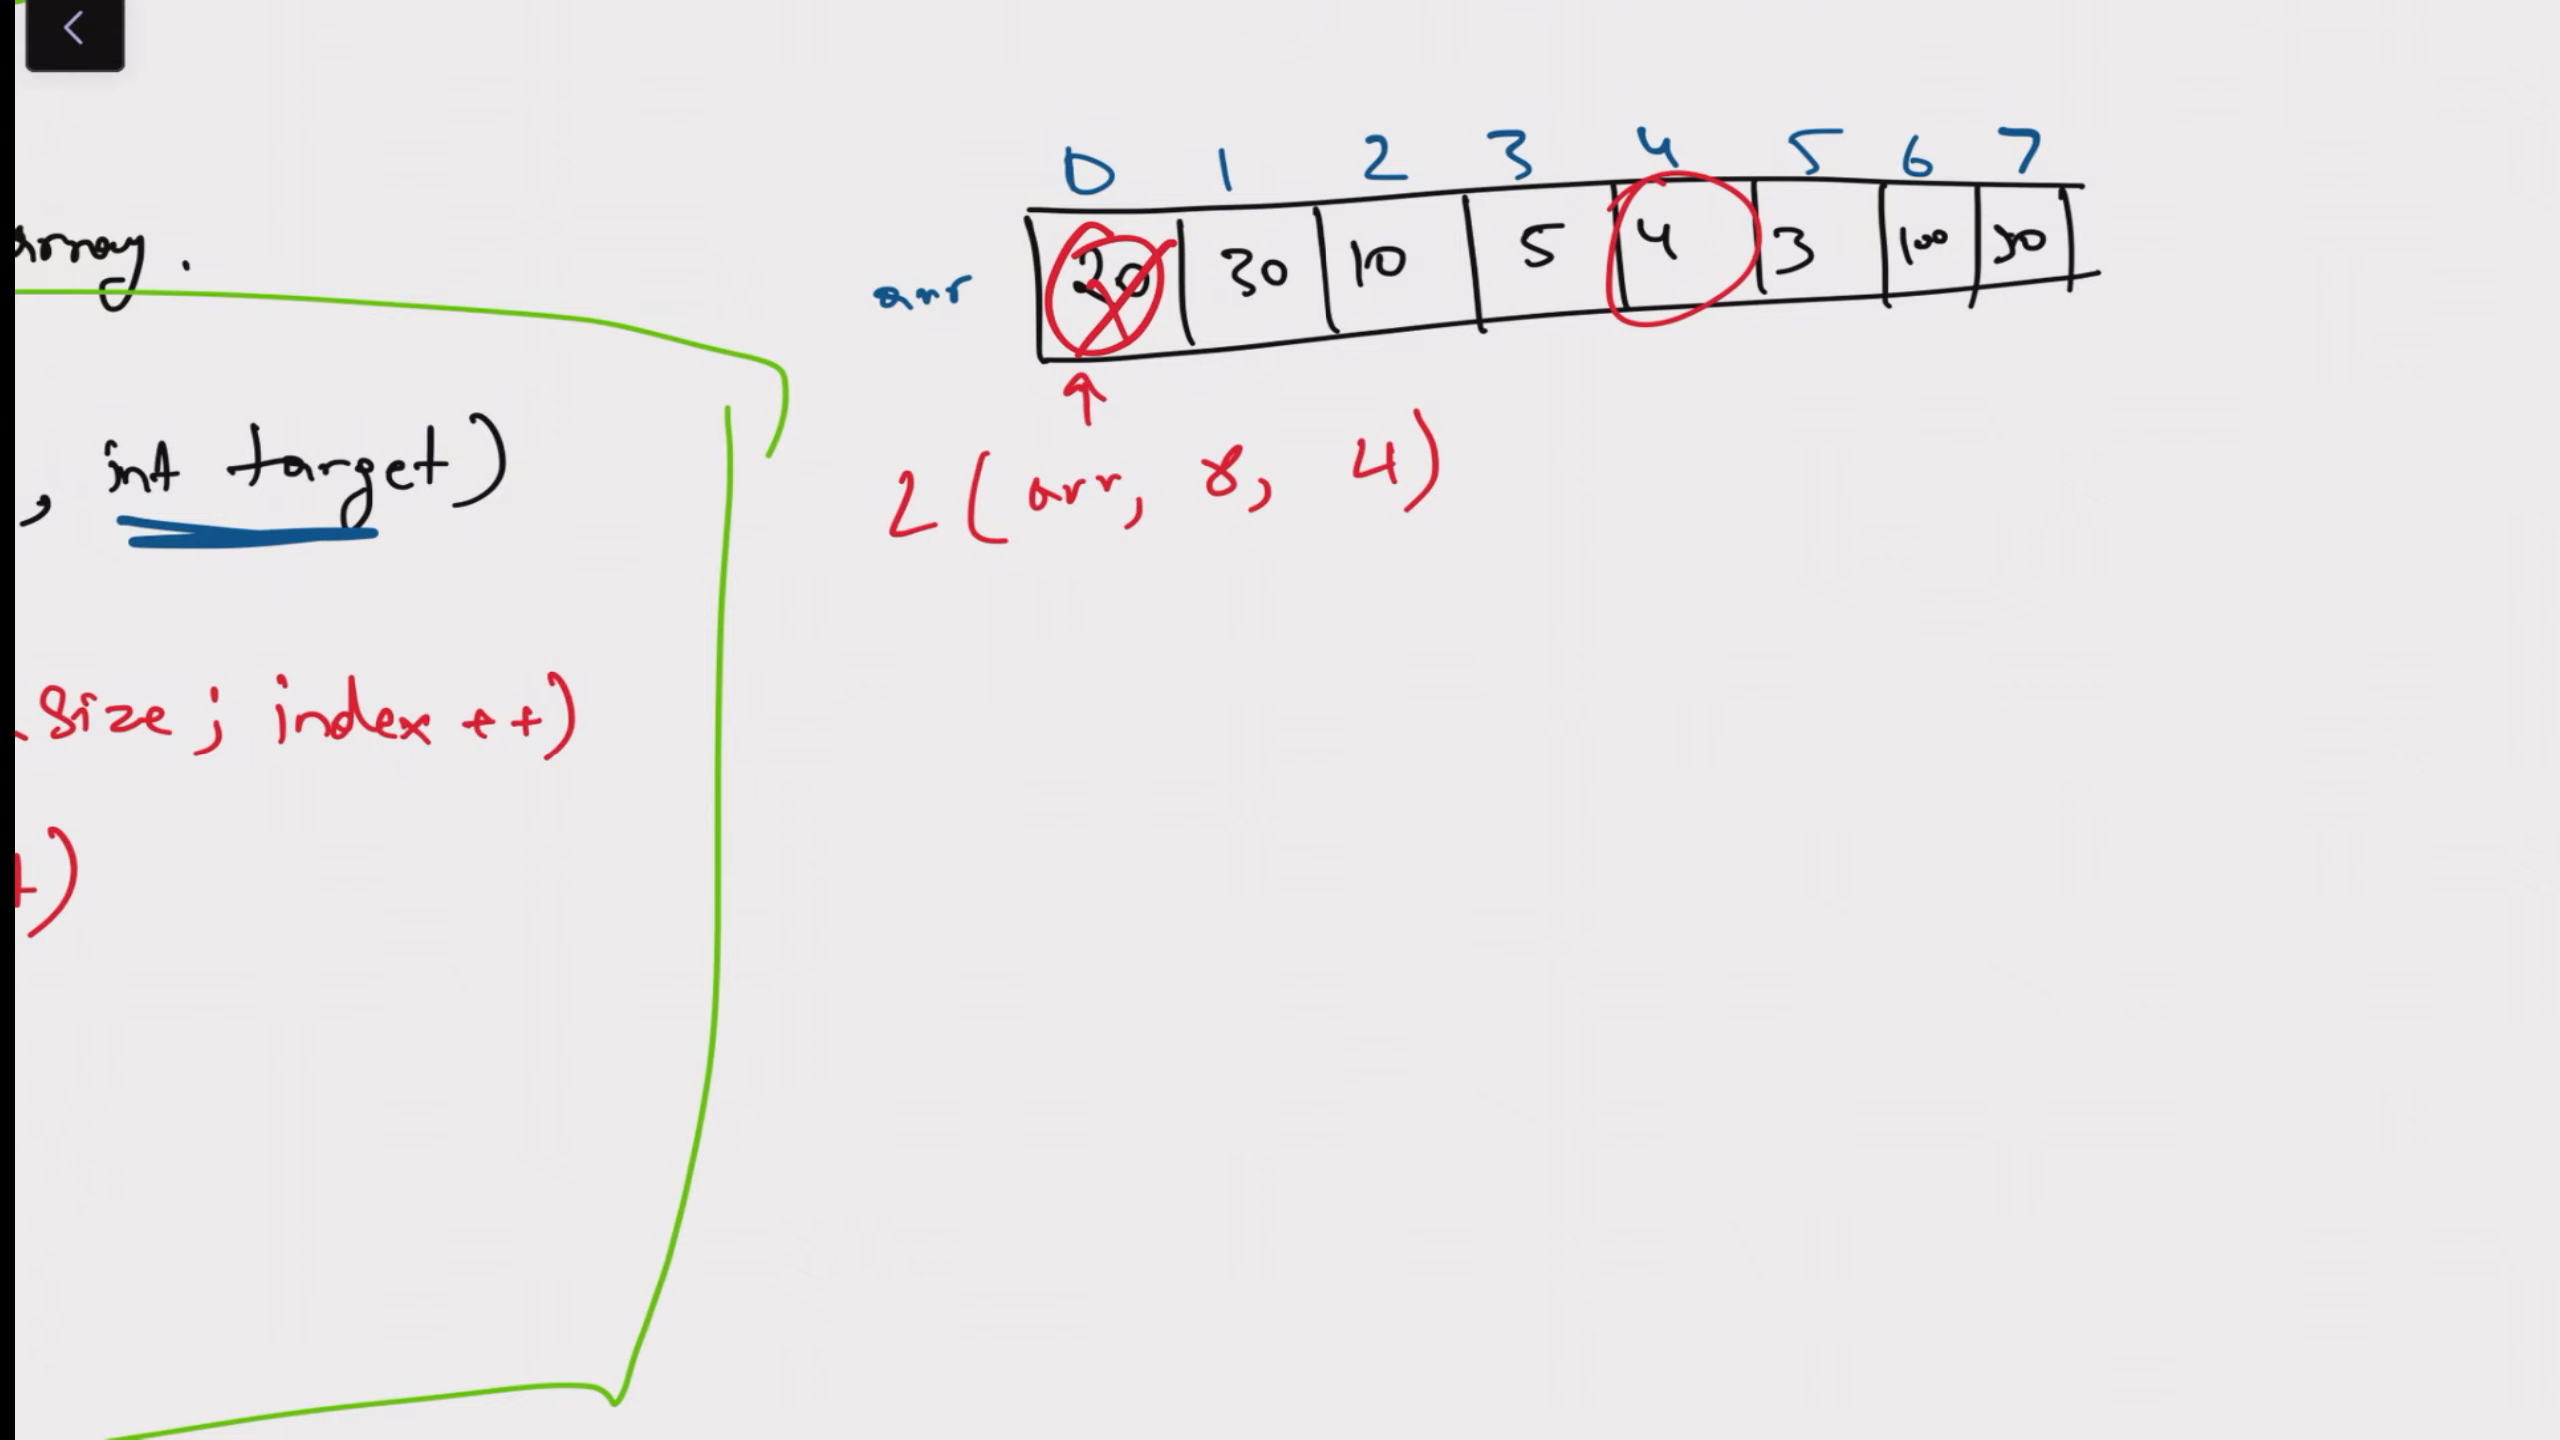 0 1 2 3 4 5 6 7
arr 20 30 10 5 4 3 100 50
array.
, int target)
2(arr, 8, 4)
size; index ++)
)